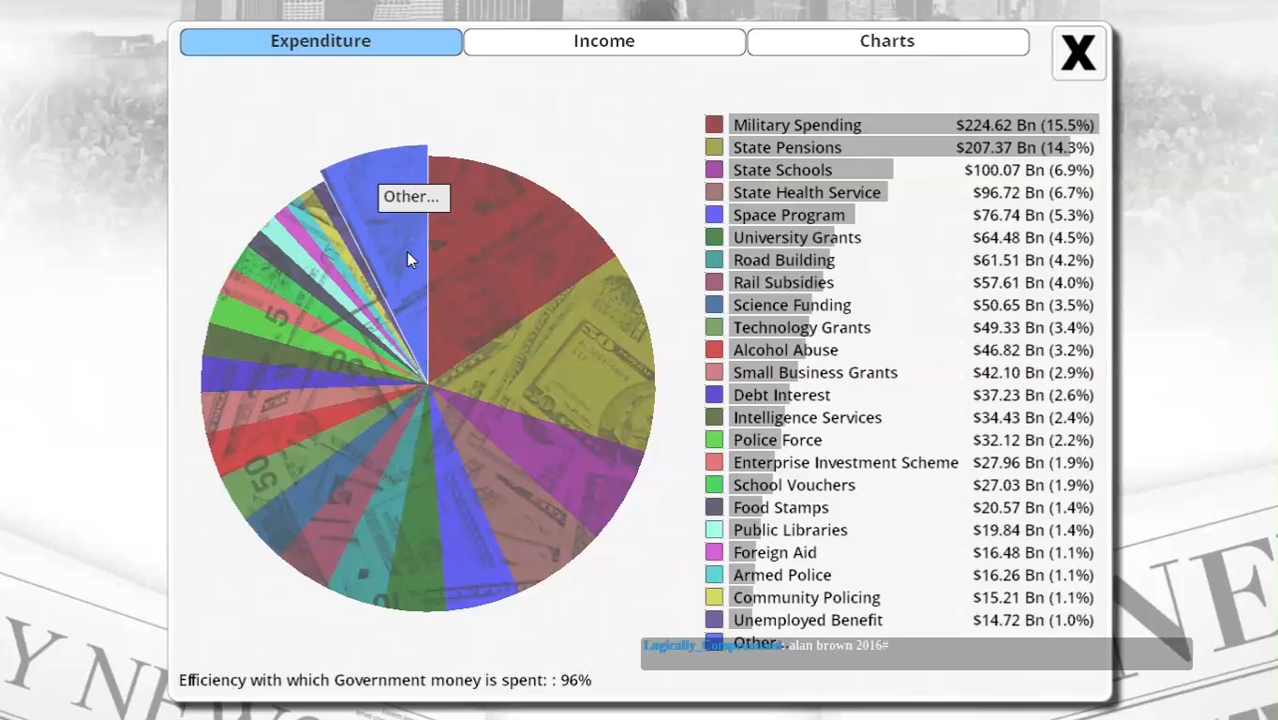 Expenditure
Income
Charts
X
Other...
Military Spending $224.62 Bn (15.5%)
State Pensions $207.37 Bn (14.3%)
State Schools $100.07 Bn (6.9%)
State Health Service $96.72 Bn (6.7%)
Space Program $76.74 Bn (5.3%)
University Grants $64.48 Bn (4.5%)
Road Building $61.51 Bn (4.2%)
Rail Subsidies $57.61 Bn (4.0%)
Science Funding $50.65 Bn (3.5%)
Technology Grants $49.33 Bn (3.4%)
Alcohol Abuse $46.82 Bn (3.2%)
Small Business Grants $42.10 Bn (2.9%)
Debt Interest $37.23 Bn (2.6%)
Intelligence Services $34.43 Bn (2.4%)
Police Force $32.12 Bn (2.2%)
Enterprise Investment Scheme $27.96 Bn (1.9%)
School Vouchers $27.03 Bn (1.9%)
Food Stamps $20.57 Bn (1.4%)
Public Libraries $19.84 Bn (1.4%)
Foreign Aid $16.48 Bn (1.1%)
Armed Police $16.26 Bn (1.1%)
Community Policing $15.21 Bn (1.1%)
Unemployed Benefit $14.72 Bn (1.0%)
Other...
alan brown 2016#
Efficiency with which Government money is spent: : 96%